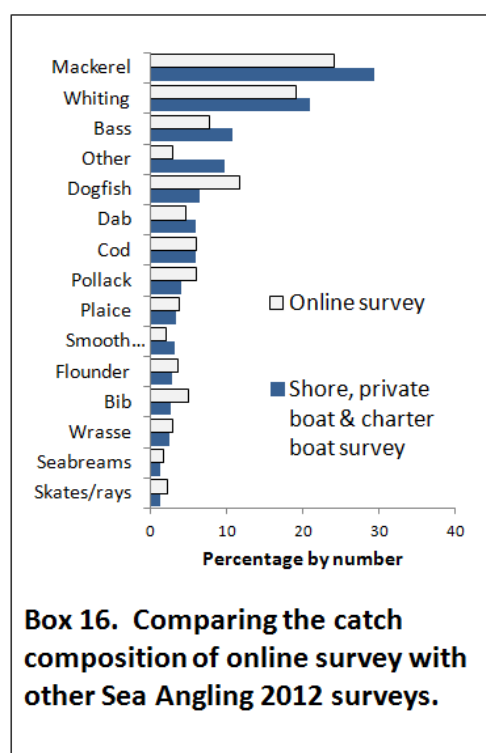 Mackerel
Whiting
Bass
Other
Dogfish
Dab
Cod
Pollack
Plaice
Smooth...
Flounder
Bib
Wrasse
Seabreams
Skates/rays
Online survey
Shore, private
boat & charter
boat survey
0 10 20 30 40
Percentage by number
Box 16. Comparing the catch
composition of online survey with
other Sea Angling 2012 surveys.